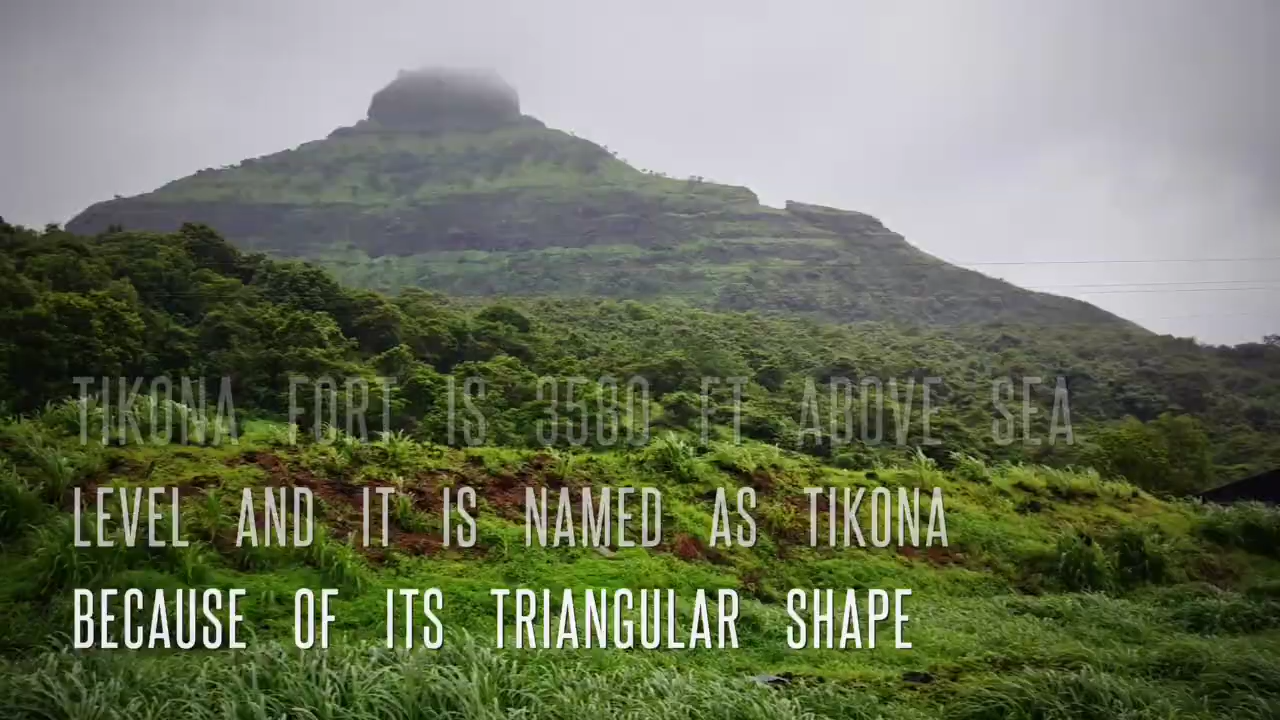 TIKONA FORT IS 3580 FT ABOVE SEA
LEVEL AND IT IS NAMED AS TIKONA
BECAUSE OF ITS TRIANGULAR SHAPE